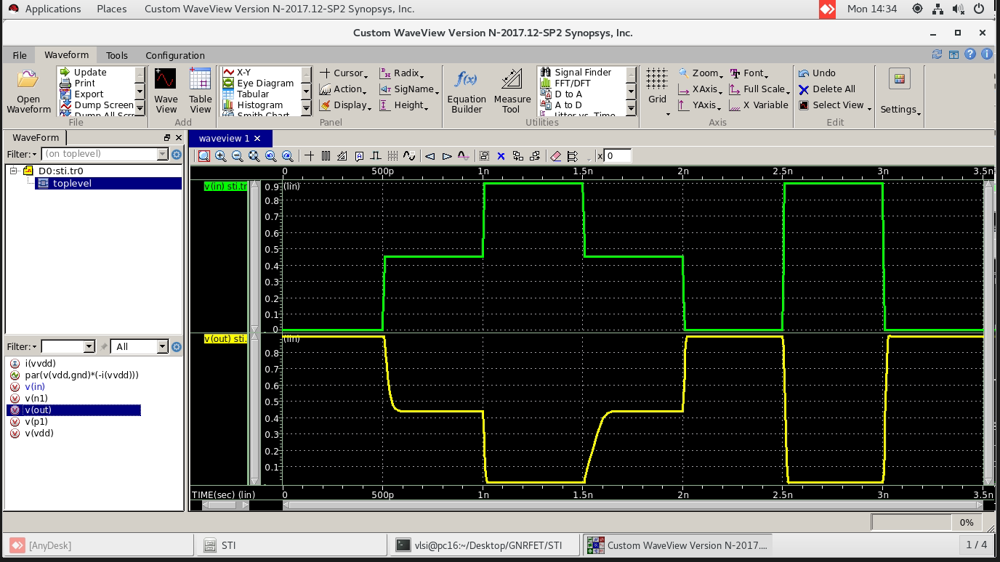 Applications Places Custom WaveView Version N-2017.12-SP2 Synopsys, Inc. Mon 14:34
Custom WaveView Version N-2017.12-SP2 Synopsys, Inc.
File Waveform Tools Configuration
Open Waveform
Update
Print
Export
Dump Screen
File
Wave View
Table View
Add
X-Y
Eye Diagram
Tabular
Histogram
Smith Chart
Cursor
Action
Display
Radix
SigName
Height
Panel
Equation Builder
Measure Tool
Signal Finder
FFT/DFT
D to A
A to D
Jitter vs. Time
Utilities
Grid
Zoom
XAxis
YAxis
Font
Full Scale
X Variable
Axis
Undo
Delete All
Select View
Edit
Settings
WaveForm
Filter: (on toplevel)
D0:sti.tr0
toplevel
Filter: All
i(vvdd)
par(v(vdd,gnd)*(-i(vvdd)))
v(in)
v(n1)
v(out)
v(p1)
v(vdd)
waveview 1
x 0
0 500p 1n 1.5n 2n 2.5n 3n 3.5n
v(in) sti.tr
(lin)
0.9
0.8
0.7
0.6
0.5
0.4
0.3
0.2
0.1
0
v(out) sti.
(lin)
0.8
0.7
0.6
0.5
0.4
0.3
0.2
0.1
TIME(sec) (lin) 0 500p 1n 1.5n 2n 2.5n 3n 3.5n
0%
[AnyDesk] STI vlsi@pc16:~/Desktop/GNRFET/STI Custom WaveView Version N-2017.... 1 / 4